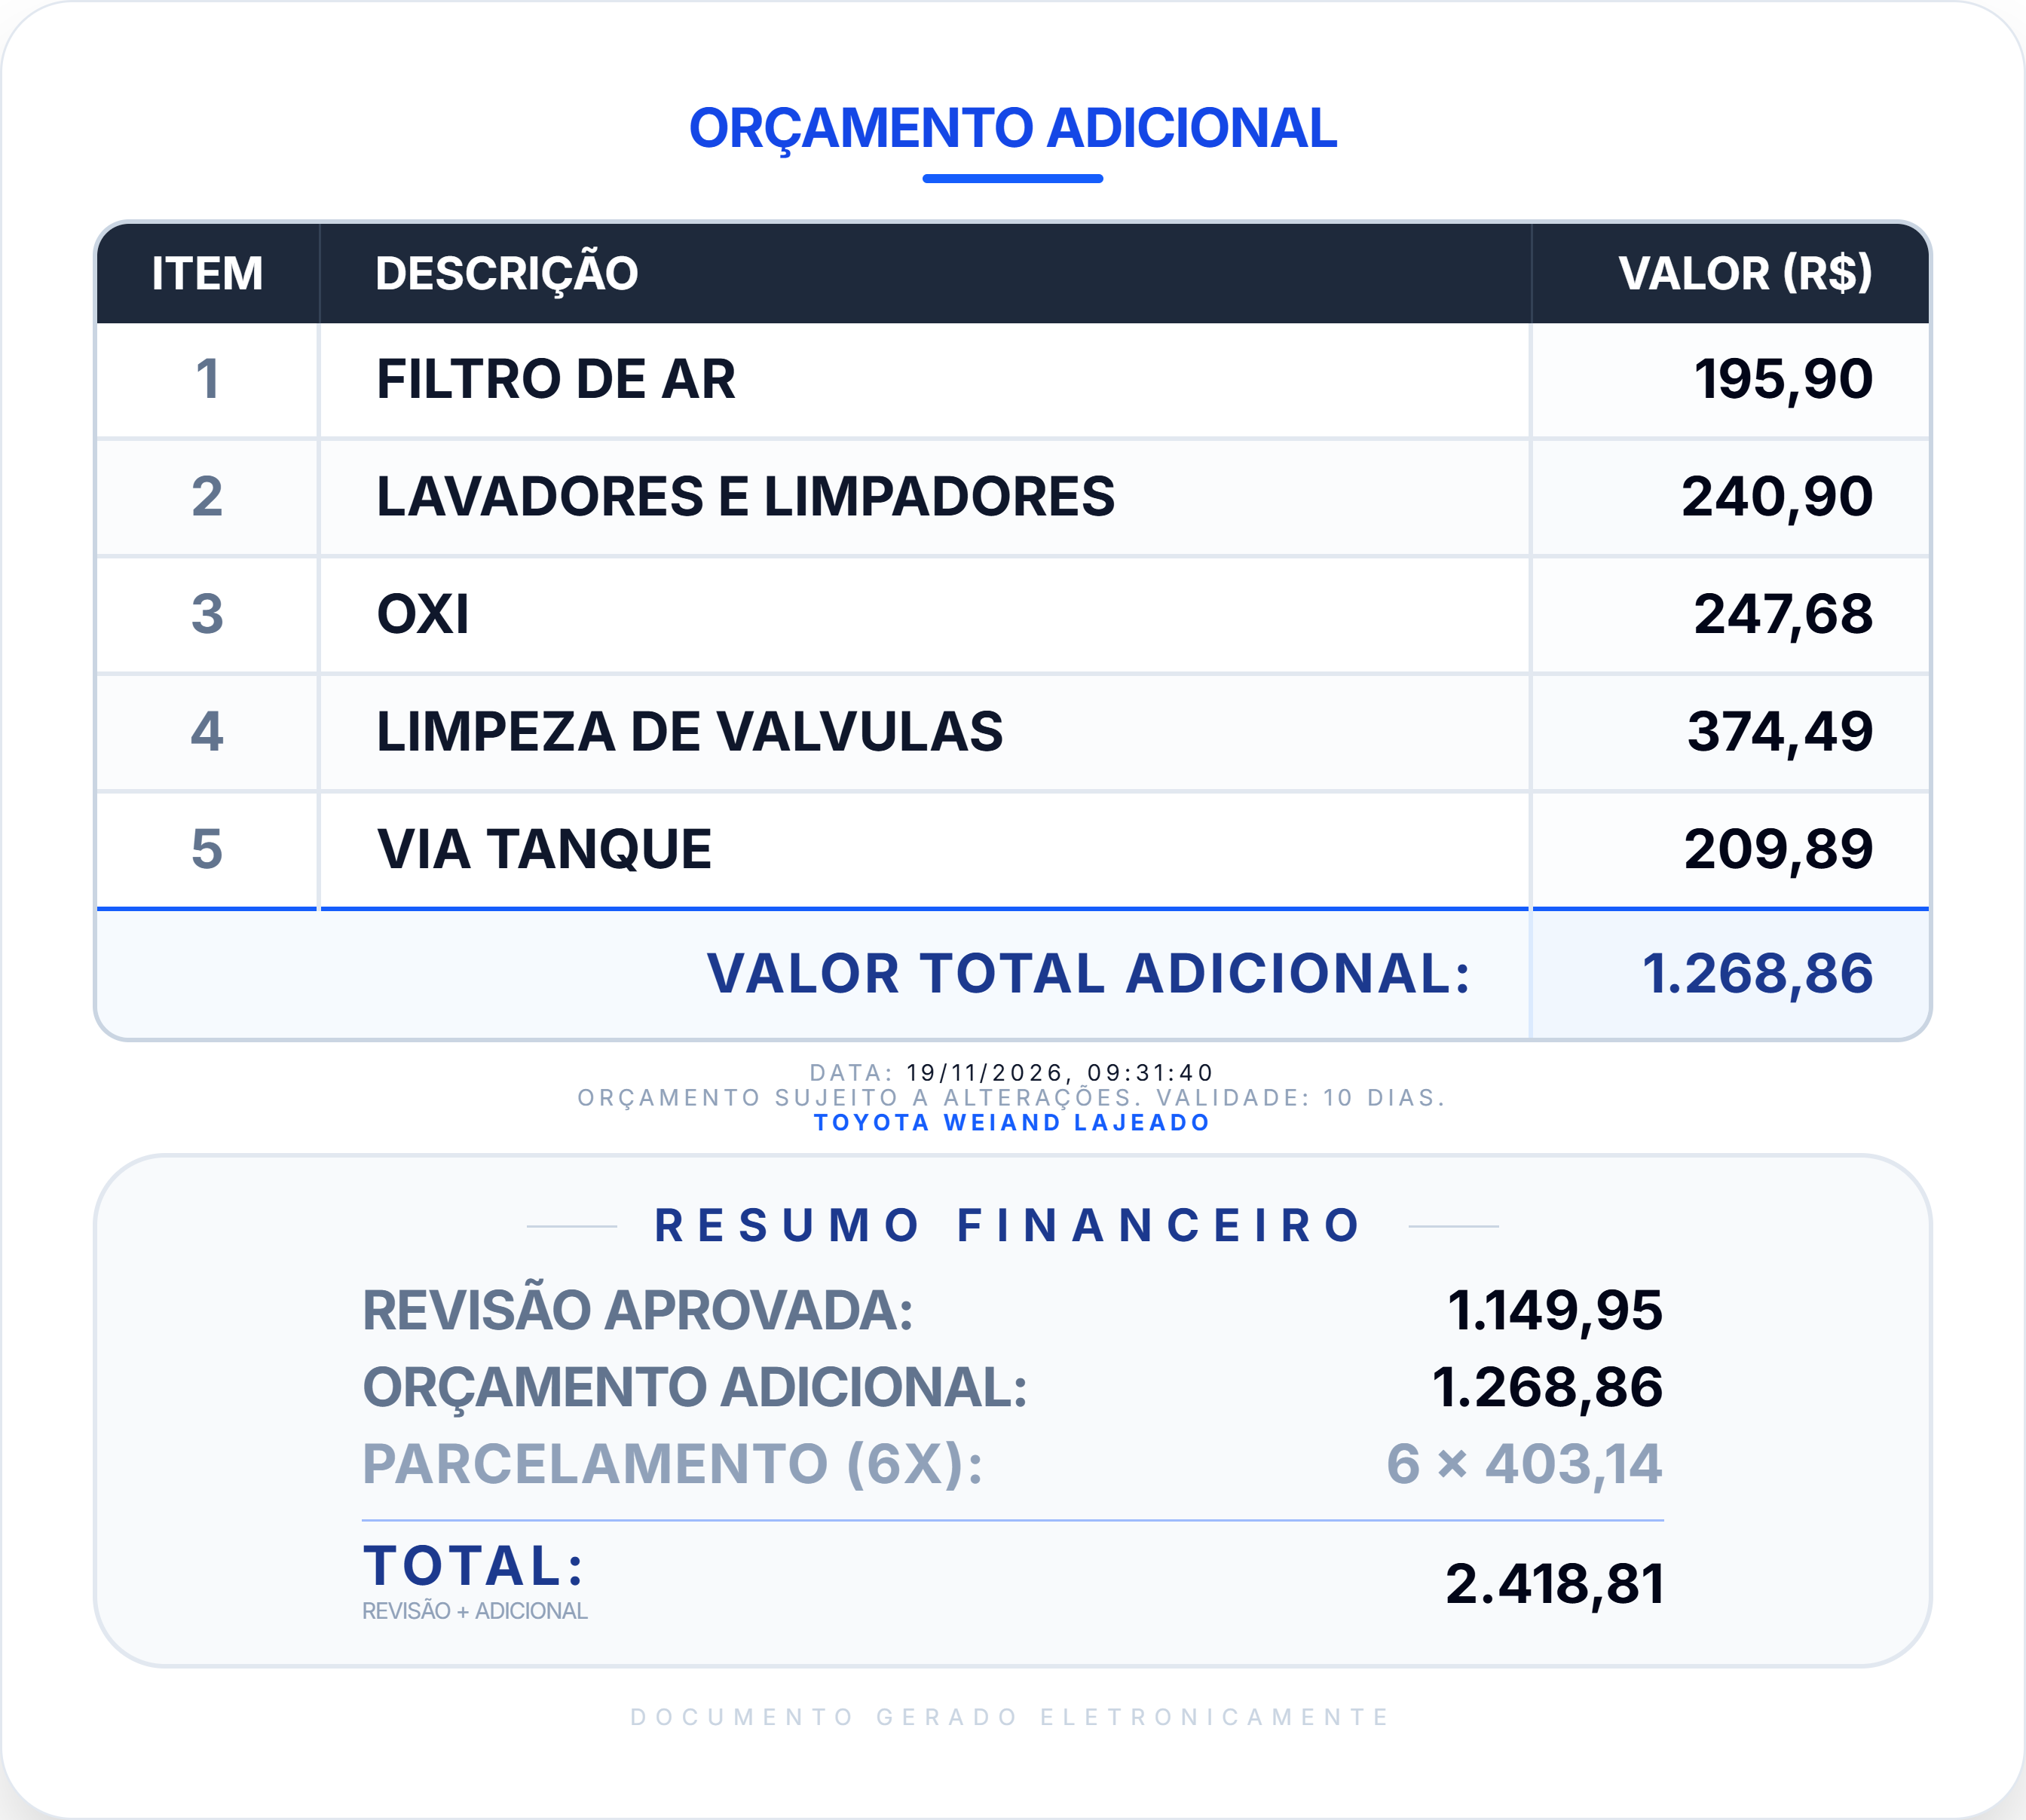 ORÇAMENTO ADICIONAL
ITEM DESCRIÇÃO VALOR (R$)
1 FILTRO DE AR 195,90
2 LAVADORES E LIMPADORES 240,90
3 OXI 247,68
4 LIMPEZA DE VALVULAS 374,49
5 VIA TANQUE 209,89
VALOR TOTAL ADICIONAL: 1.268,86
DATA: 19/11/2026, 09:31:40
ORÇAMENTO SUJEITO A ALTERAÇÕES. VALIDADE: 10 DIAS.
TOYOTA WEIAND LAJEADO
RESUMO FINANCEIRO
REVISÃO APROVADA: 1.149,95
ORÇAMENTO ADICIONAL: 1.268,86
PARCELAMENTO (6X): 6 × 403,14
TOTAL: 2.418,81
REVISÃO + ADICIONAL
DOCUMENTO GERADO ELETRONICAMENTE